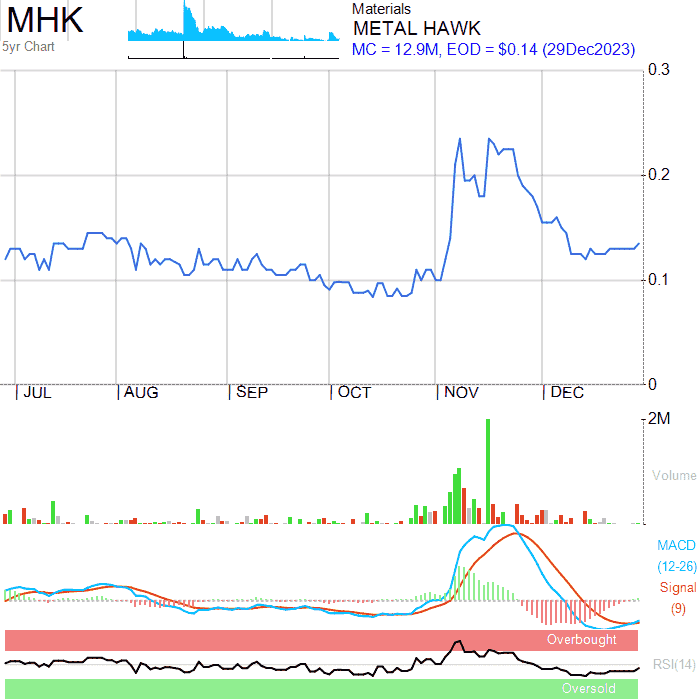 MHK
5yr Chart
Materials
METAL HAWK
MC = 12.9M, EOD = $0.14 (29Dec2023)
0.3
0.2
0.1
0
JUL AUG SEP OCT NOV DEC
2M
Volume
MACD
(12-26)
Signal
(9)
Overbought
RSI(14)
Oversold